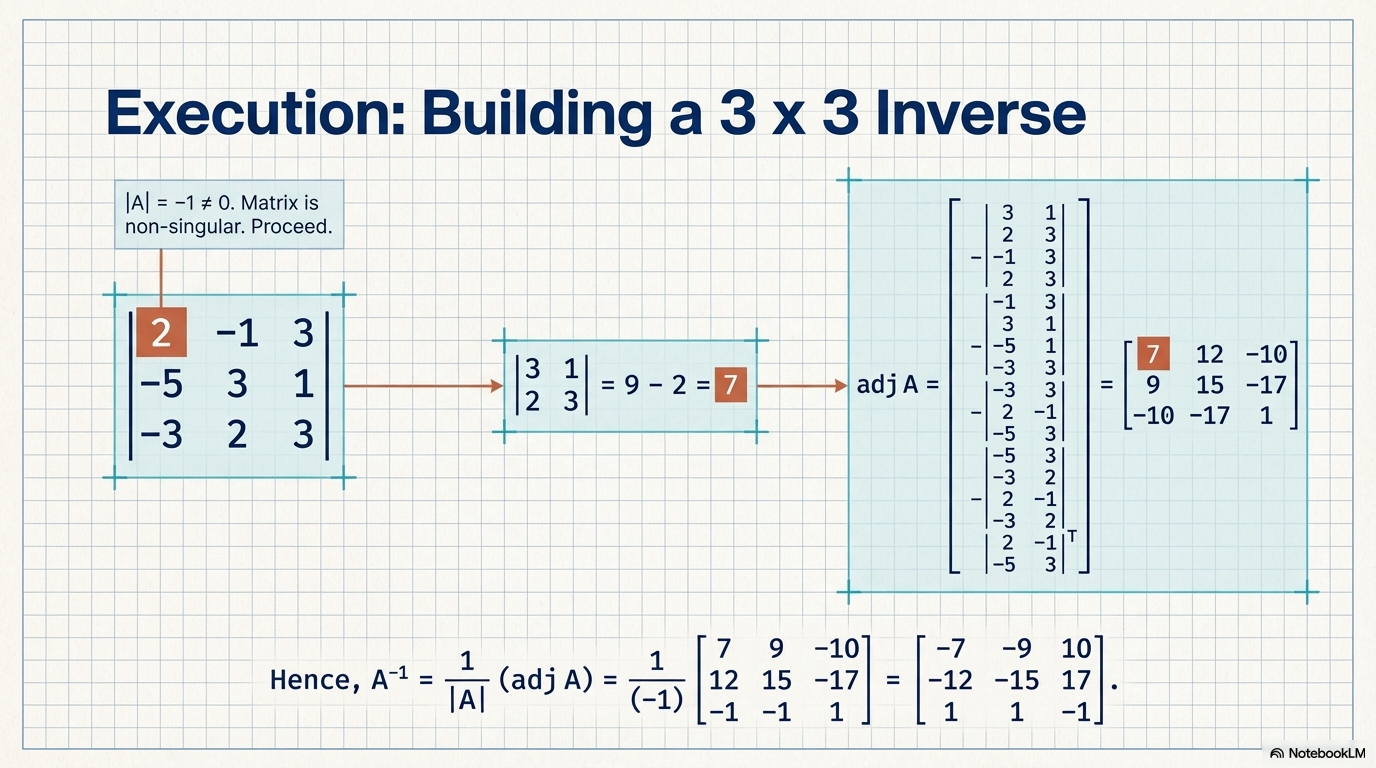 Execution: Building a 3 x 3 Inverse
|A| = −1 ≠ 0. Matrix is
non-singular. Proceed.
2 −1 3
−5 3 1
−3 2 3
|3 1|
|2 3| = 9 − 2 = 7
adj A =
3 1
2 3
− −1 3
2 3
−1 3
3 1
− −5 1
−3 3
−3 3
− 2 −1
−5 3
−5 3
−3 2
− 2 −1
−3 2
2 −1 T
−5 3
=
7 12 −10
9 15 −17
−10 −17 1
Hence, A⁻¹ = 1/|A| (adj A) = 1/(−1)
7 9 −10
12 15 −17
−1 −1 1
=
−7 −9 10
−12 −15 17
1 1 −1
.
NotebookLM